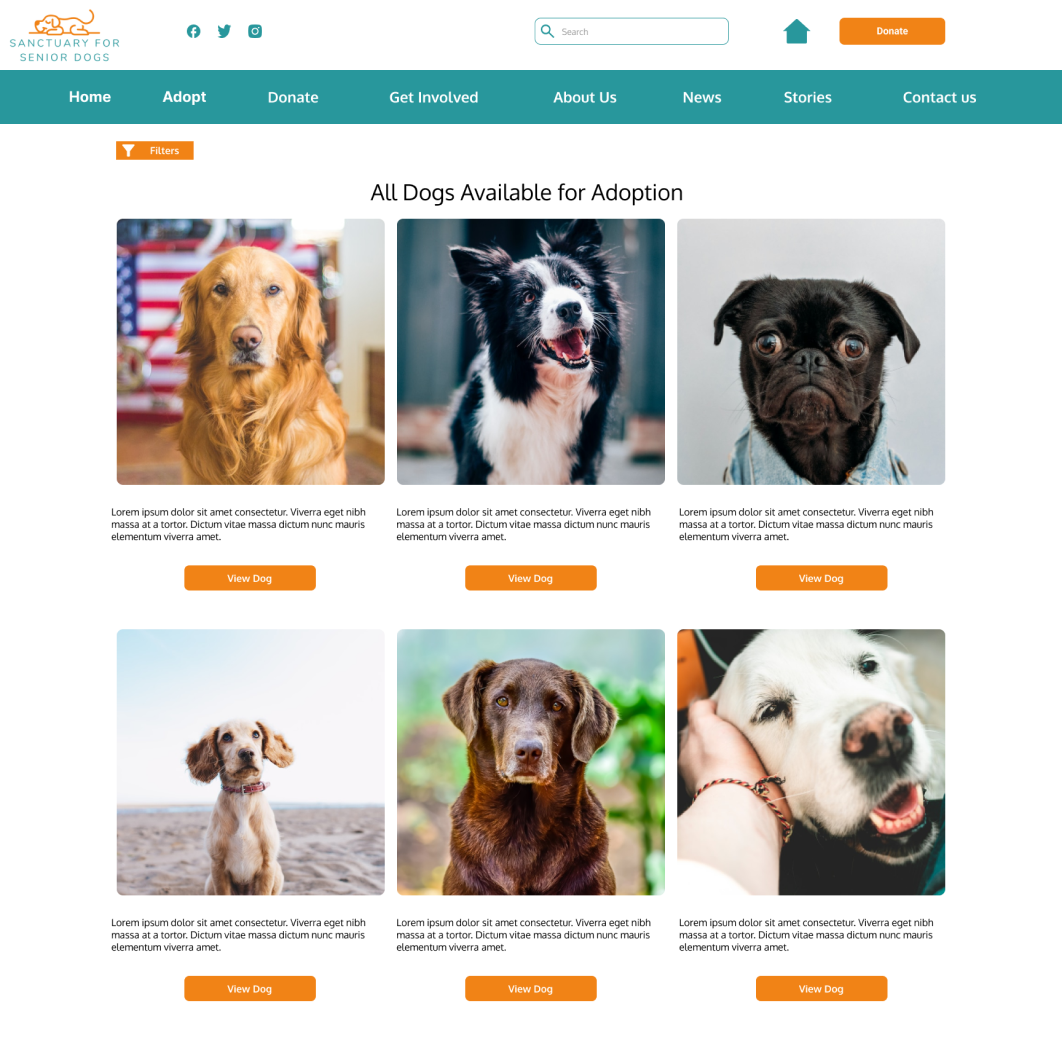 SANCTUARY FOR
SENIOR DOGS
Search
Donate
Home Adopt Donate Get Involved About Us News Stories Contact us
Filters
All Dogs Available for Adoption
Lorem ipsum dolor sit amet consectetur. Viverra eget nibh
massa at a tortor. Dictum vitae massa dictum nunc mauris
elementum viverra amet.
View Dog
Lorem ipsum dolor sit amet consectetur. Viverra eget nibh
massa at a tortor. Dictum vitae massa dictum nunc mauris
elementum viverra amet.
View Dog
Lorem ipsum dolor sit amet consectetur. Viverra eget nibh
massa at a tortor. Dictum vitae massa dictum nunc mauris
elementum viverra amet.
View Dog
Lorem ipsum dolor sit amet consectetur. Viverra eget nibh
massa at a tortor. Dictum vitae massa dictum nunc mauris
elementum viverra amet.
View Dog
Lorem ipsum dolor sit amet consectetur. Viverra eget nibh
massa at a tortor. Dictum vitae massa dictum nunc mauris
elementum viverra amet.
View Dog
Lorem ipsum dolor sit amet consectetur. Viverra eget nibh
massa at a tortor. Dictum vitae massa dictum nunc mauris
elementum viverra amet.
View Dog